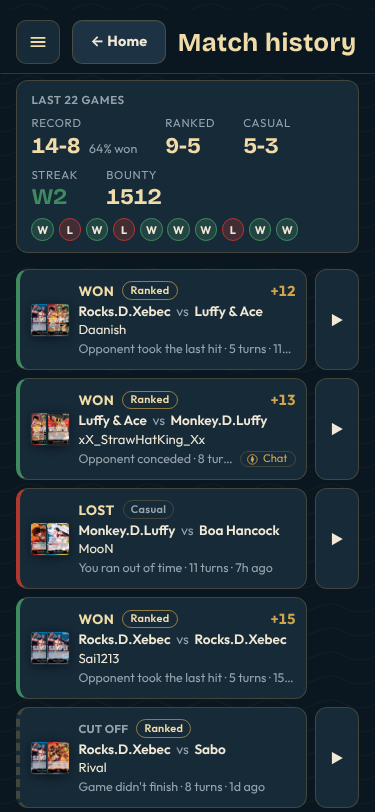 ← Home
Match history
LAST 22 GAMES
RECORD
14-8 64% won
RANKED
9-5
CASUAL
5-3
STREAK
W2
BOUNTY
1512
W L W L W W W L W W
WON Ranked +12
Rocks.D.Xebec vs Luffy & Ace
Daanish
Opponent took the last hit · 5 turns · 11...
WON Ranked +13
Luffy & Ace vs Monkey.D.Luffy
xX_StrawHatKing_Xx
Opponent conceded · 8 tur... Chat
LOST Casual
Monkey.D.Luffy vs Boa Hancock
MooN
You ran out of time · 11 turns · 7h ago
WON Ranked +15
Rocks.D.Xebec vs Rocks.D.Xebec
Sai1213
Opponent took the last hit · 5 turns · 15...
CUT OFF Ranked
Rocks.D.Xebec vs Sabo
Rival
Game didn't finish · 8 turns · 1d ago